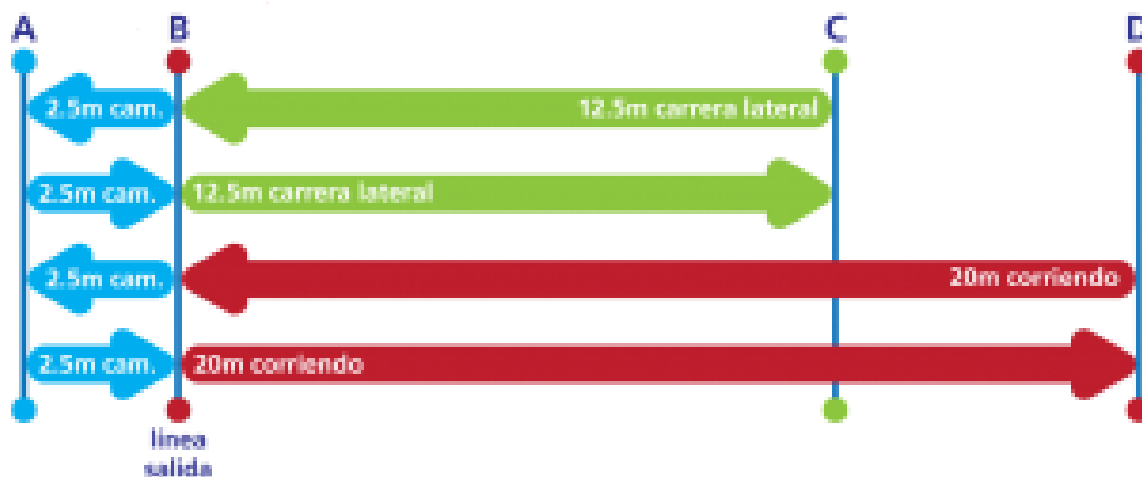 A B C D
2.5m cam. 12.5m carrera lateral
2.5m cam. 12.5m carrera lateral
2.5m cam. 20m corriendo
2.5m cam. 20m corriendo
linea
salida